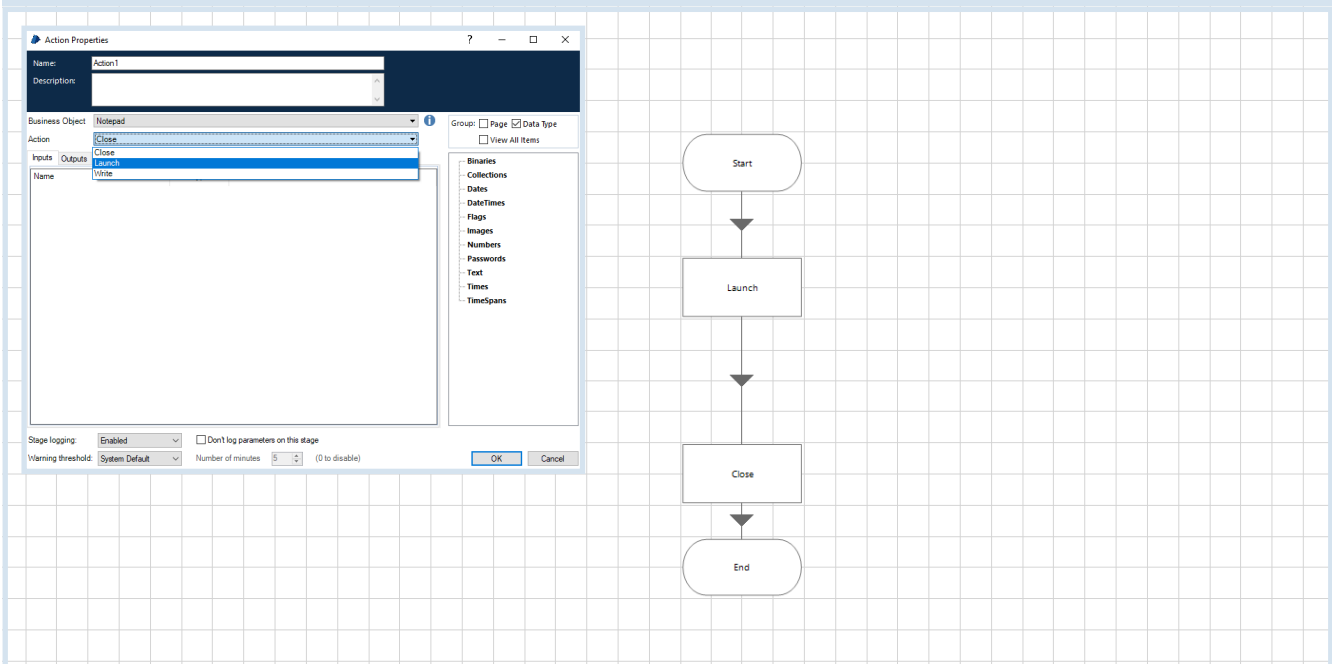 Action Properties
?
Name: Action1
Description:
Business Object Notepad
Action Close
Close
Launch
Write
Inputs Outputs
Name
Group: Page Data Type
View All Items
Binaries
Collections
Dates
DateTimes
Flags
Images
Numbers
Passwords
Text
Times
TimeSpans
Stage logging: Enabled Don't log parameters on this stage
Warning threshold: System Default Number of minutes 5 (0 to disable)
OK Cancel
Start
Launch
Close
End